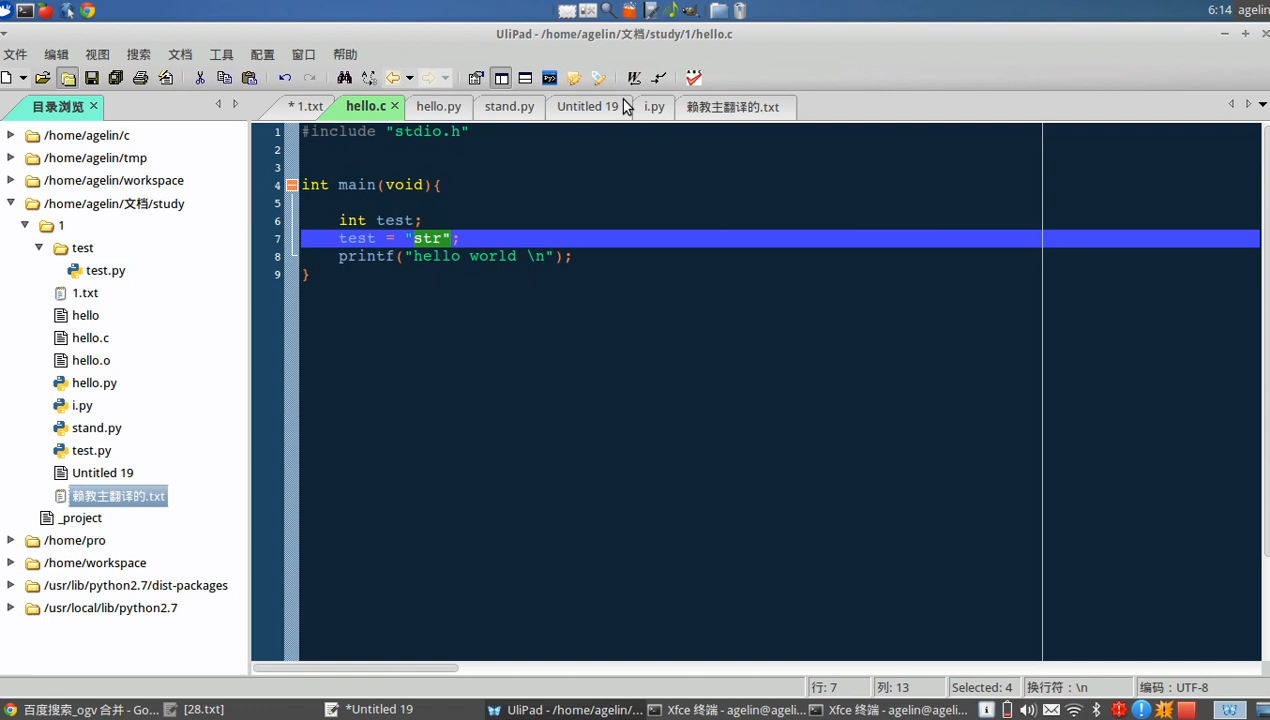 6:14 agelin
UliPad - /home/agelin/文档/study/1/hello.c
文件 编辑 视图 搜索 文档 工具 配置 窗口 帮助
目录浏览 * 1.txt hello.c hello.py stand.py Untitled 19 i.py 赖教主翻译的.txt
/home/agelin/c
/home/agelin/tmp
/home/agelin/workspace
/home/agelin/文档/study
1
test
test.py
1.txt
hello
hello.c
hello.o
hello.py
i.py
stand.py
test.py
Untitled 19
赖教主翻译的.txt
_project
/home/pro
/home/workspace
/usr/lib/python2.7/dist-packages
/usr/local/lib/python2.7
1 #include "stdio.h"
2
3
4 int main(void){
5
6 int test;
7 test = "str";
8 printf("hello world \n");
9 }
行: 7 列: 13 Selected: 4 换行符：\n 编码：UTF-8
百度搜索_ogv 合并 - Go... [28.txt] *Untitled 19 UliPad - /home/agelin/... Xfce 终端 - agelin@ageli... Xfce 终端 - agelin@ageli...